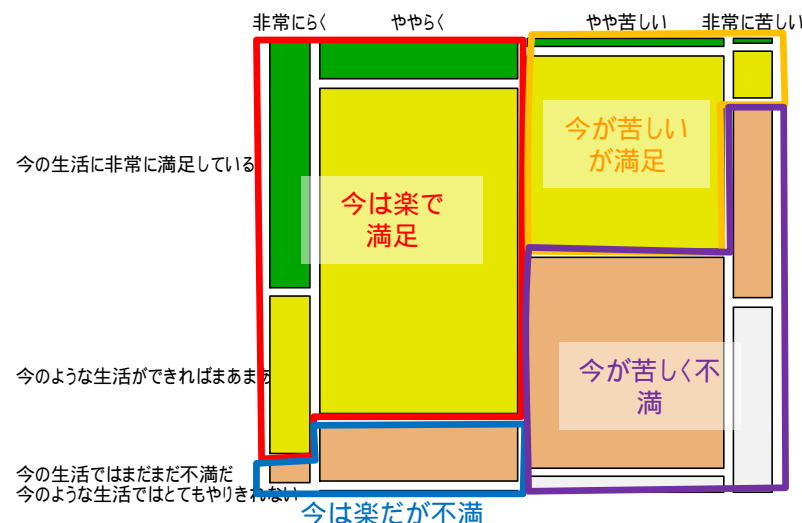 非常にらく
ややらく
やや苦しい
非常に苦しい
今の生活に非常に満足している
今のような生活ができればまあまあ
今の生活ではまだまだ不満だ
今のような生活ではとてもやりきれない
今は楽で
満足
今が苦しい
が満足
今が苦しく不
満
今は楽だが不満